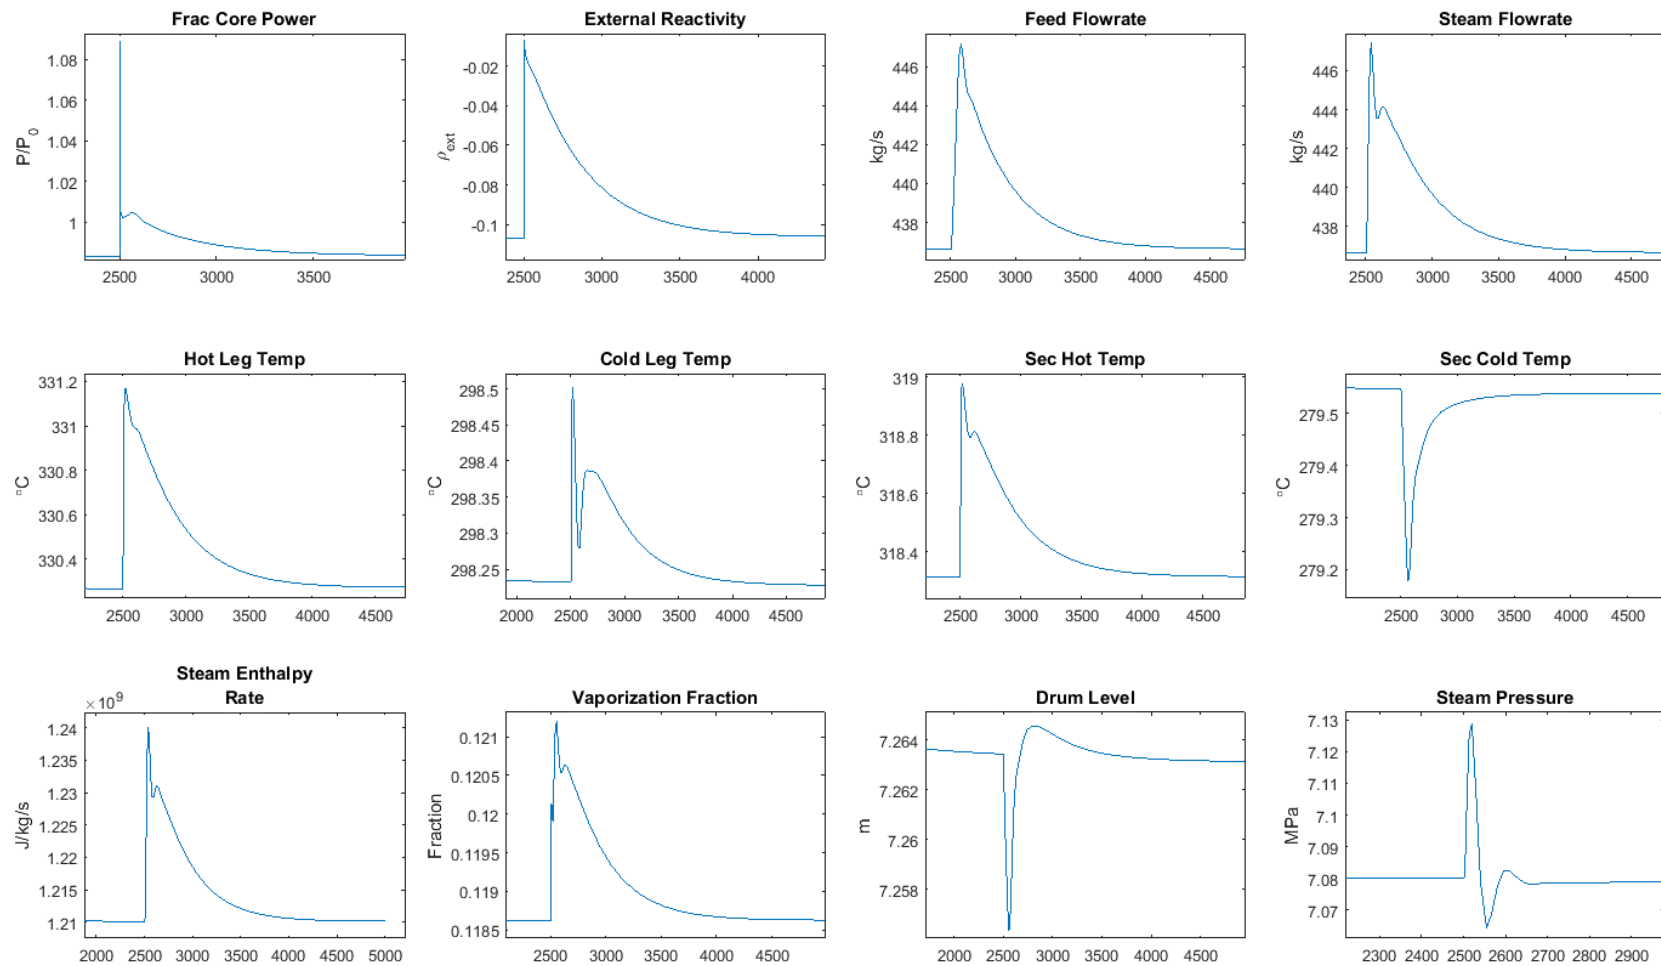 Frac Core Power
1.08
1.06
1.04
1.02
1
P/P0
2500 3000 3500
External Reactivity
-0.02
-0.04
-0.06
-0.08
-0.1
ρext
2500 3000 3500 4000
Feed Flowrate
446
444
442
440
438
kg/s
2500 3000 3500 4000 4500
Steam Flowrate
446
444
442
440
438
kg/s
2500 3000 3500 4000 4500
Hot Leg Temp
331.2
331
330.8
330.6
330.4
°C
2500 3000 3500 4000 4500
Cold Leg Temp
298.5
298.45
298.4
298.35
298.3
298.25
°C
2000 2500 3000 3500 4000 4500
Sec Hot Temp
319
318.8
318.6
318.4
°C
2500 3000 3500 4000 4500
Sec Cold Temp
279.5
279.4
279.3
279.2
°C
2500 3000 3500 4000 4500
Steam Enthalpy
Rate
× 10^9
1.24
1.235
1.23
1.225
1.22
1.215
1.21
J/kg/s
2000 2500 3000 3500 4000 4500 5000
Vaporization Fraction
0.121
0.1205
0.12
0.1195
0.119
0.1185
Fraction
2500 3000 3500 4000 4500
Drum Level
7.264
7.262
7.26
7.258
m
2000 2500 3000 3500 4000 4500
Steam Pressure
7.13
7.12
7.11
7.1
7.09
7.08
7.07
MPa
2300 2400 2500 2600 2700 2800 2900